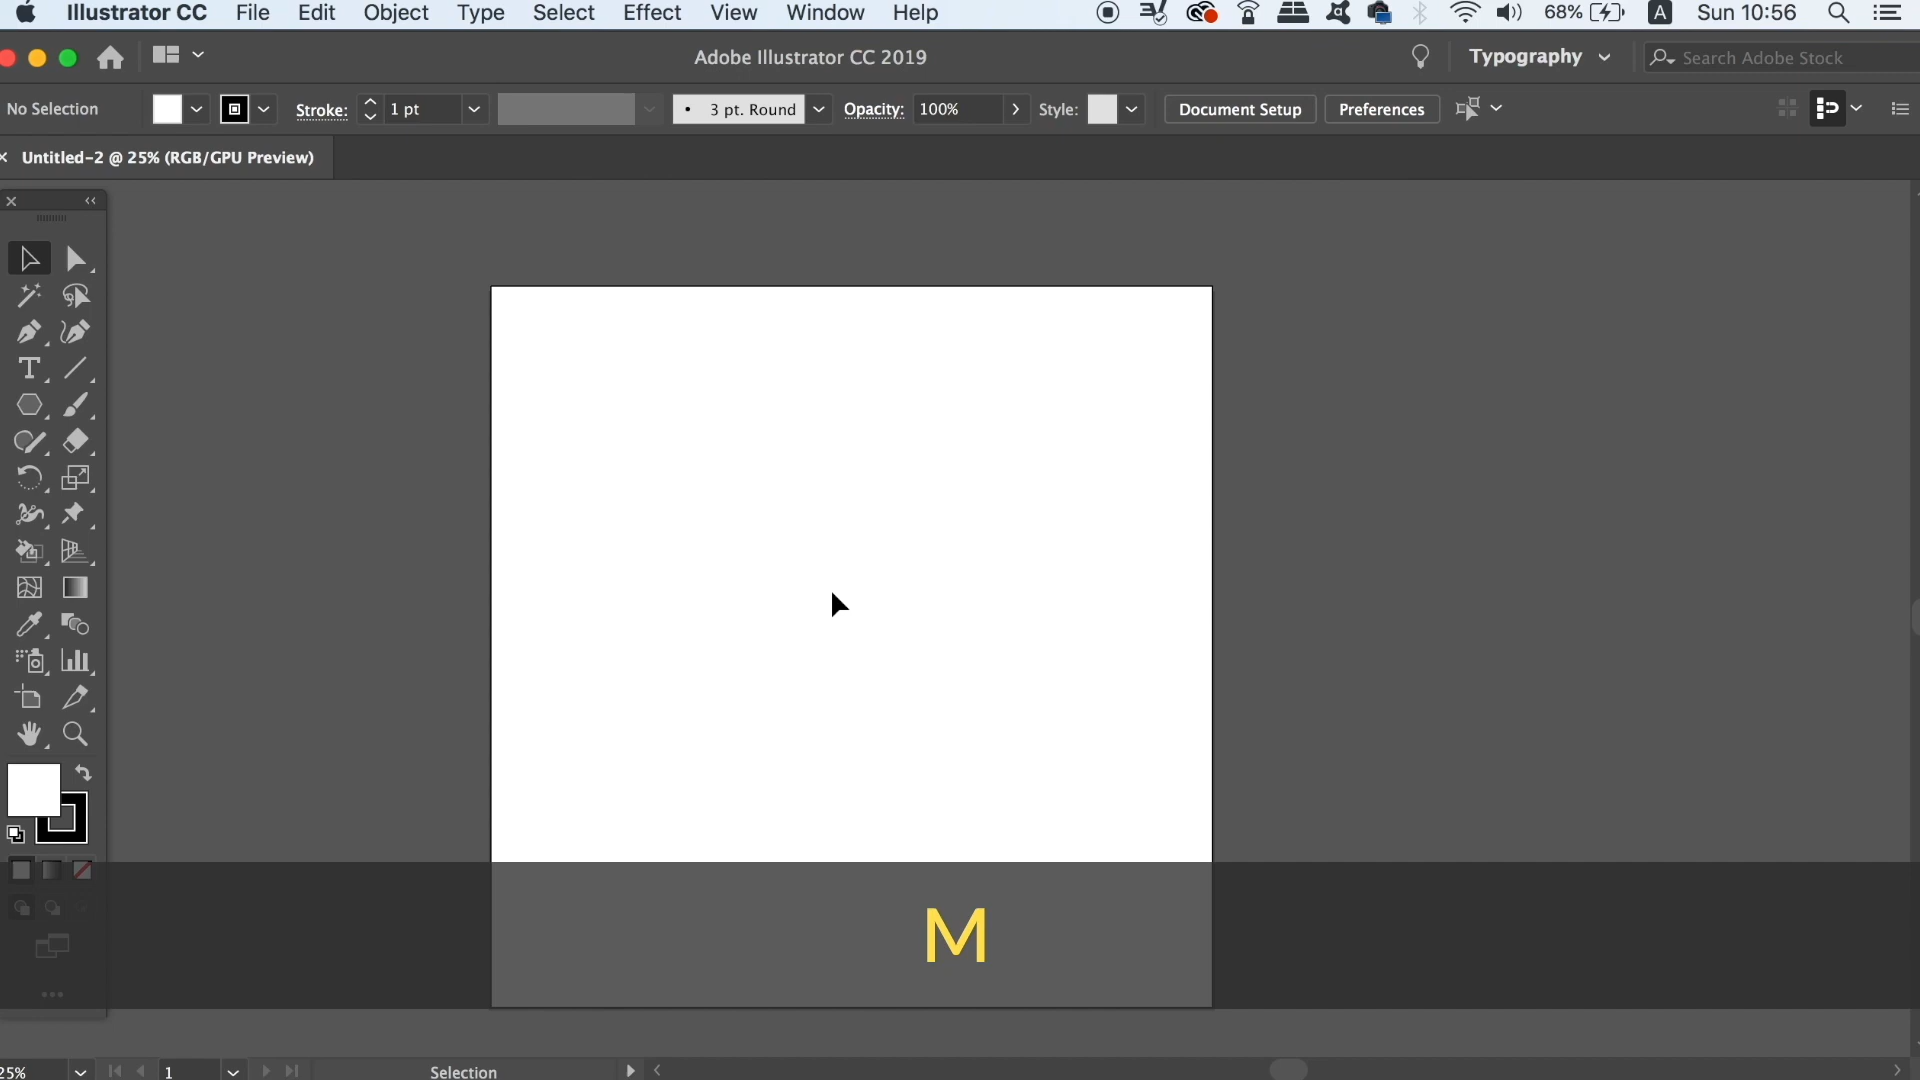 Illustrator CC File Edit Object Type Select Effect View Window Help 68% A Sun 10:56
Adobe Illustrator CC 2019 Typography Search Adobe Stock
No Selection Stroke: 1 pt 3 pt. Round Opacity: 100% Style: Document Setup Preferences
Untitled-2 @ 25% (RGB/GPU Preview)
M
25% 1 Selection